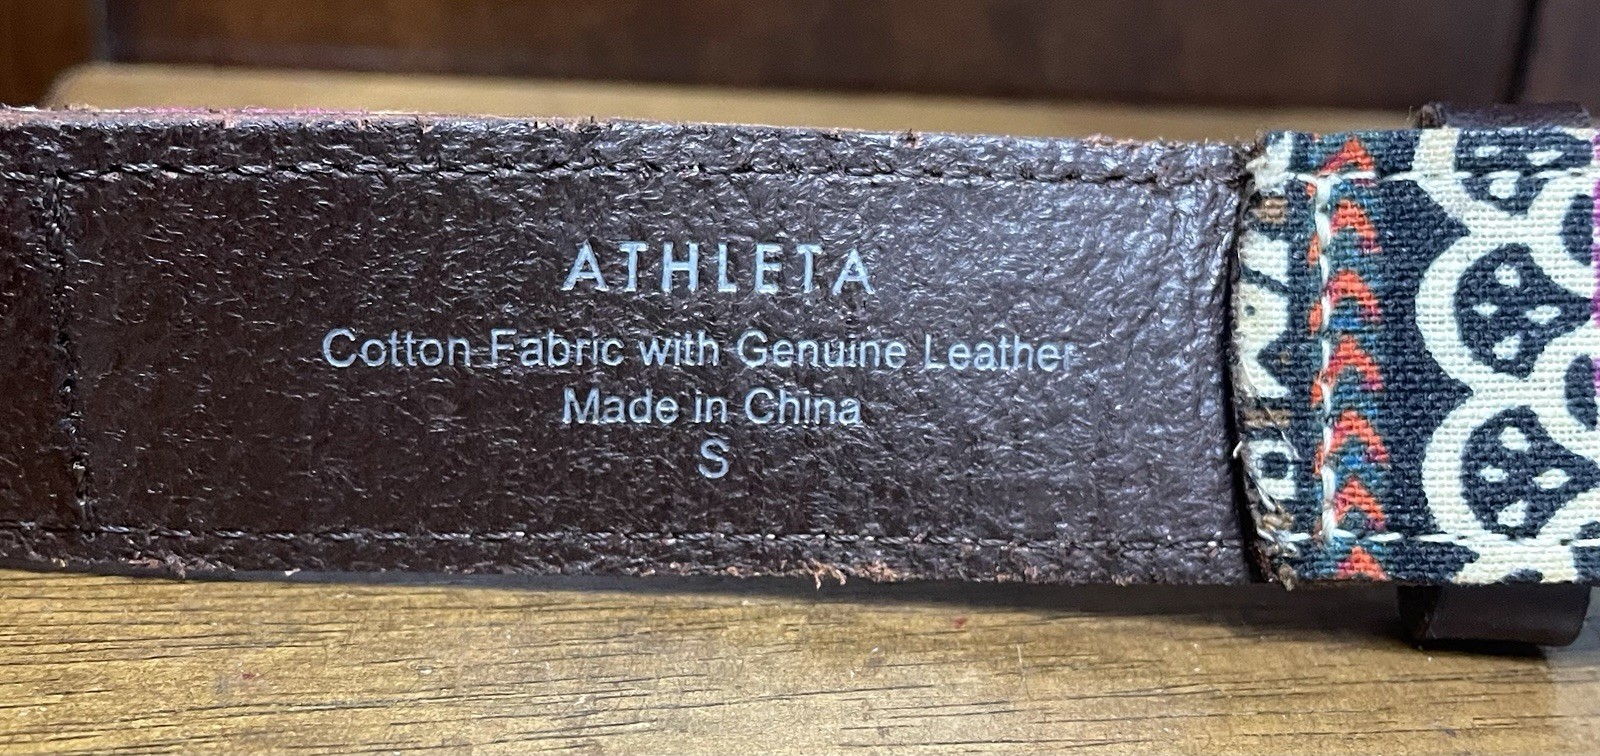 ATHLETA
Cotton Fabric with Genuine Leather
Made in China
S